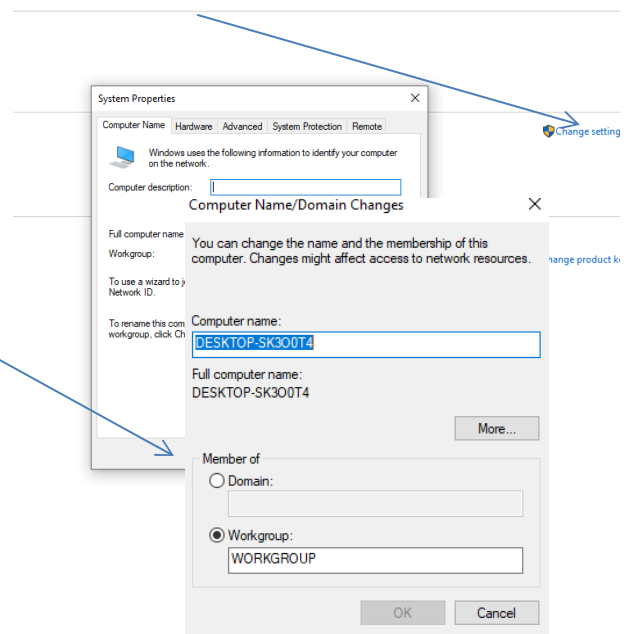 System Properties
Computer Name Hardware Advanced System Protection Remote
Change setting
Windows uses the following information to identify your computer
on the network.
Computer description:
Full computer name
Workgroup:
To use a wizard to
Network ID.
To rename this com
workgroup, click Ch
hange product k
Computer Name/Domain Changes
You can change the name and the membership of this
computer. Changes might affect access to network resources.
Computer name:
DESKTOP-SK3O0T4
Full computer name:
DESKTOP-SK3O0T4
More...
Member of
Domain:
Workgroup:
WORKGROUP
OK Cancel